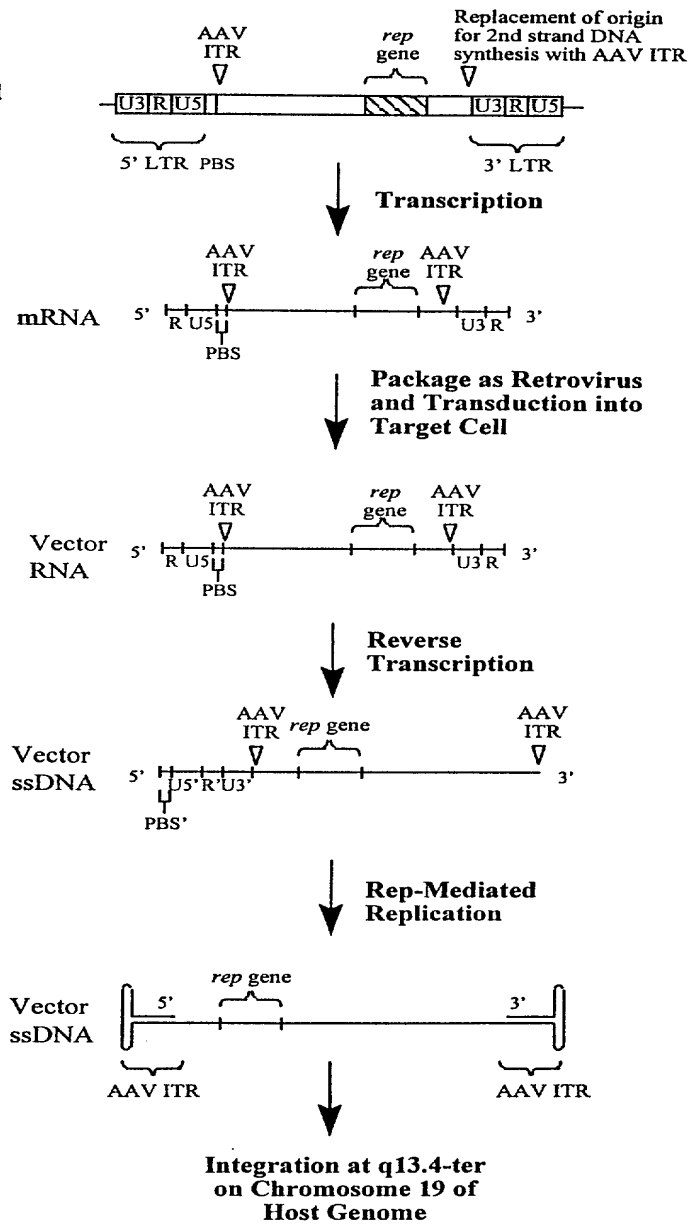 AAV
ITR
rep
gene
Replacement of origin
for 2nd strand DNA
synthesis with AAV ITR
U3 R U5 U3 R U5
5' LTR PBS 3' LTR
Transcription
AAV
ITR
rep
gene
AAV
ITR
mRNA 5' 3'
R U5 U3 R
PBS
Package as Retrovirus
and Transduction into
Target Cell
AAV
ITR
rep
gene
AAV
ITR
Vector
RNA
5' 3'
R U5 U3 R
PBS
Reverse
Transcription
AAV
ITR
rep gene
AAV
ITR
Vector
ssDNA
5' 3'
U5' R' U3'
PBS'
Rep-Mediated
Replication
rep gene
Vector
ssDNA
5' 3'
AAV ITR AAV ITR
Integration at q13.4-ter
on Chromosome 19 of
Host Genome